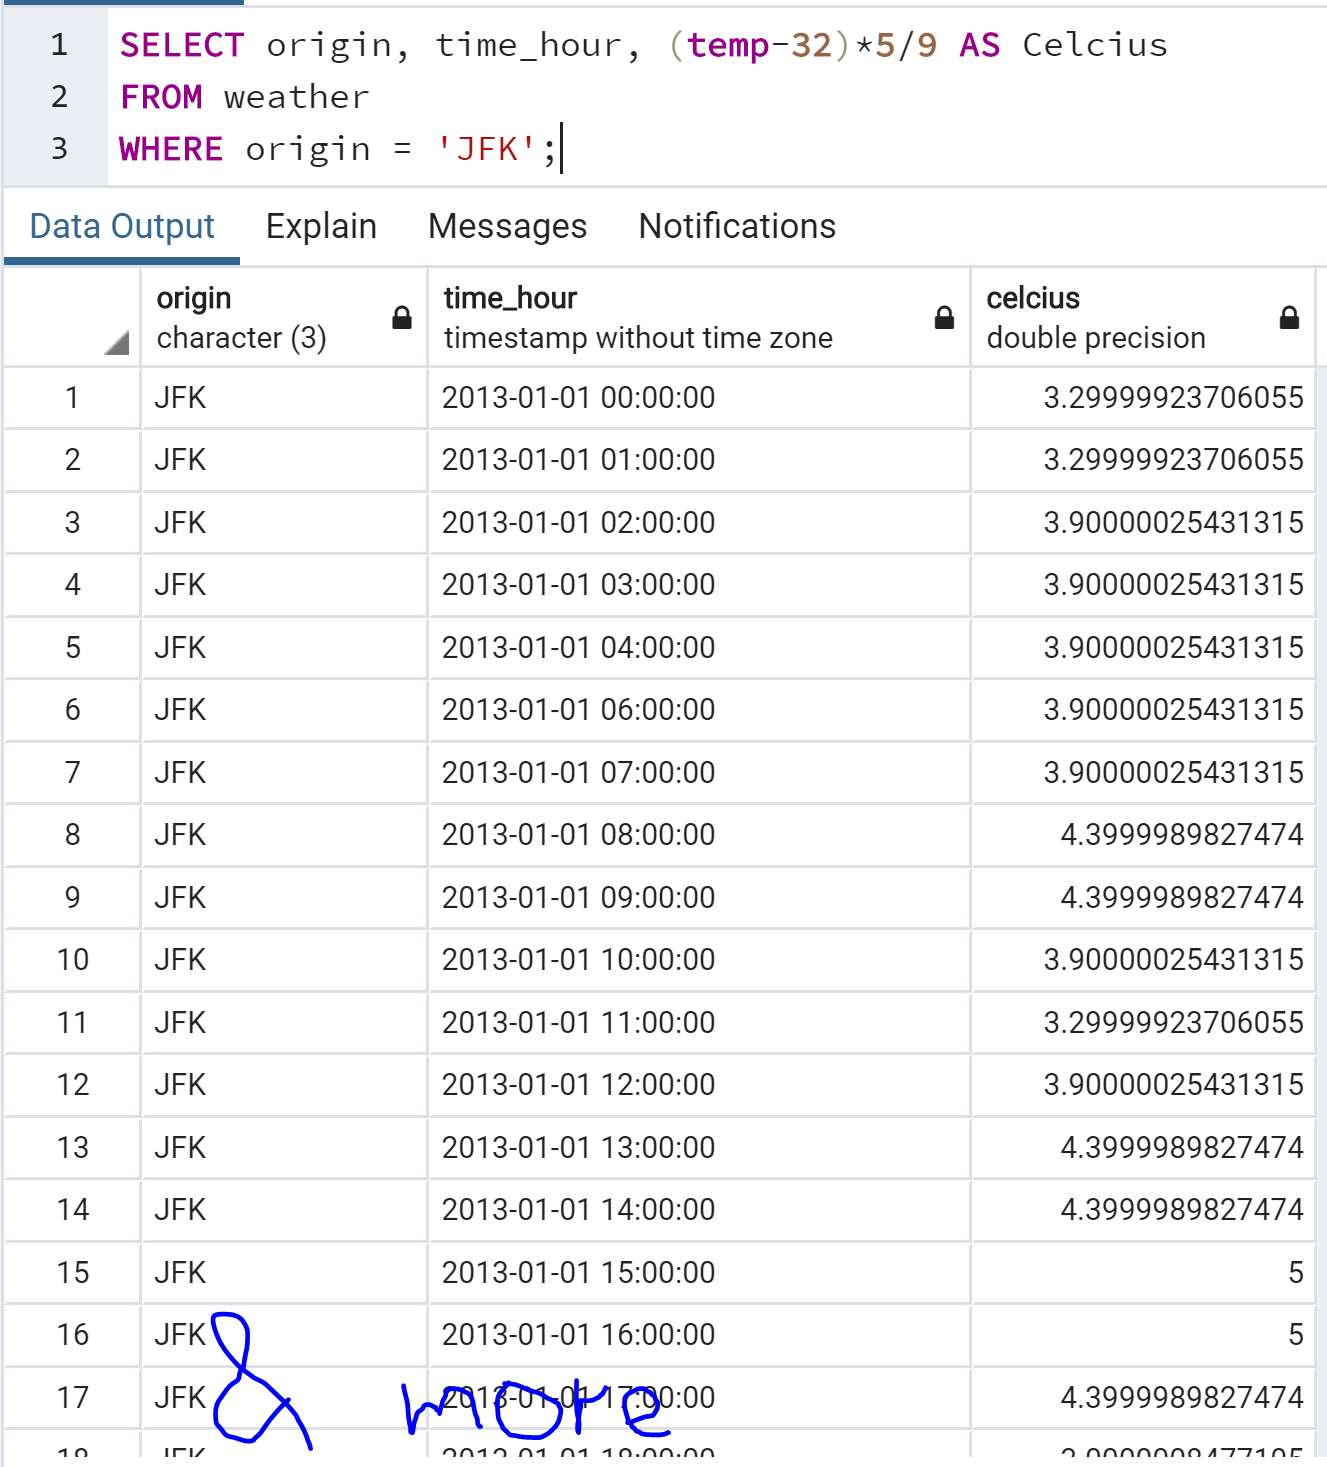 1 SELECT origin, time_hour, (temp-32)*5/9 AS Celcius
2 FROM weather
3 WHERE origin = 'JFK';
Data Output Explain Messages Notifications
origin time_hour celcius
character (3) timestamp without time zone double precision
1 JFK 2013-01-01 00:00:00 3.29999923706055
2 JFK 2013-01-01 01:00:00 3.29999923706055
3 JFK 2013-01-01 02:00:00 3.90000025431315
4 JFK 2013-01-01 03:00:00 3.90000025431315
5 JFK 2013-01-01 04:00:00 3.90000025431315
6 JFK 2013-01-01 06:00:00 3.90000025431315
7 JFK 2013-01-01 07:00:00 3.90000025431315
8 JFK 2013-01-01 08:00:00 4.3999989827474
9 JFK 2013-01-01 09:00:00 4.3999989827474
10 JFK 2013-01-01 10:00:00 3.90000025431315
11 JFK 2013-01-01 11:00:00 3.29999923706055
12 JFK 2013-01-01 12:00:00 3.90000025431315
13 JFK 2013-01-01 13:00:00 4.3999989827474
14 JFK 2013-01-01 14:00:00 4.3999989827474
15 JFK 2013-01-01 15:00:00 5
16 JFK 2013-01-01 16:00:00 5
17 JFK 2013-01-01 17:00:00 4.3999989827474
& more